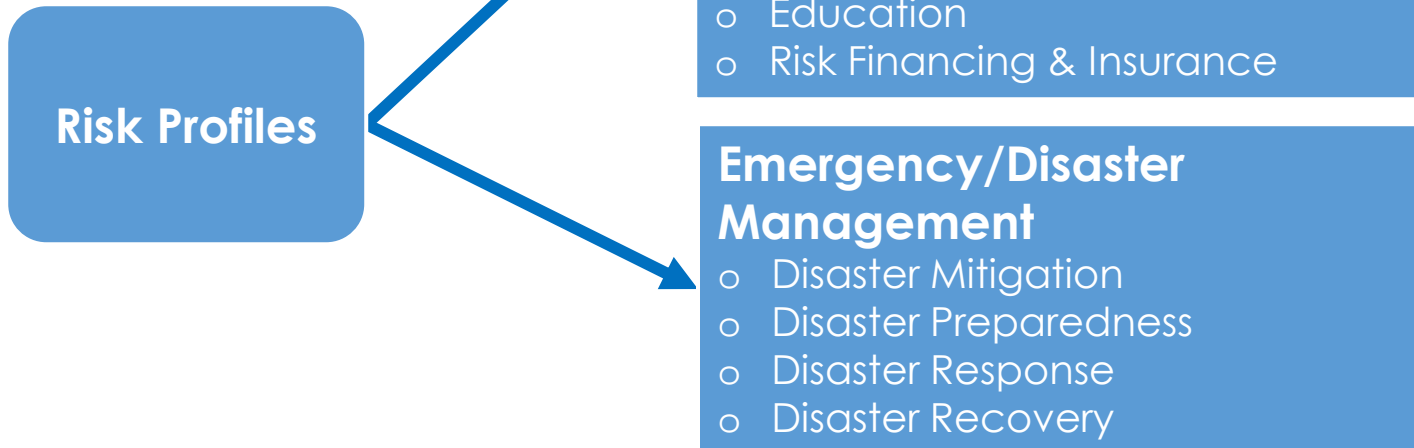 o Education
o Risk Financing & Insurance
Risk Profiles
Emergency/Disaster
Management
o Disaster Mitigation
o Disaster Preparedness
o Disaster Response
o Disaster Recovery